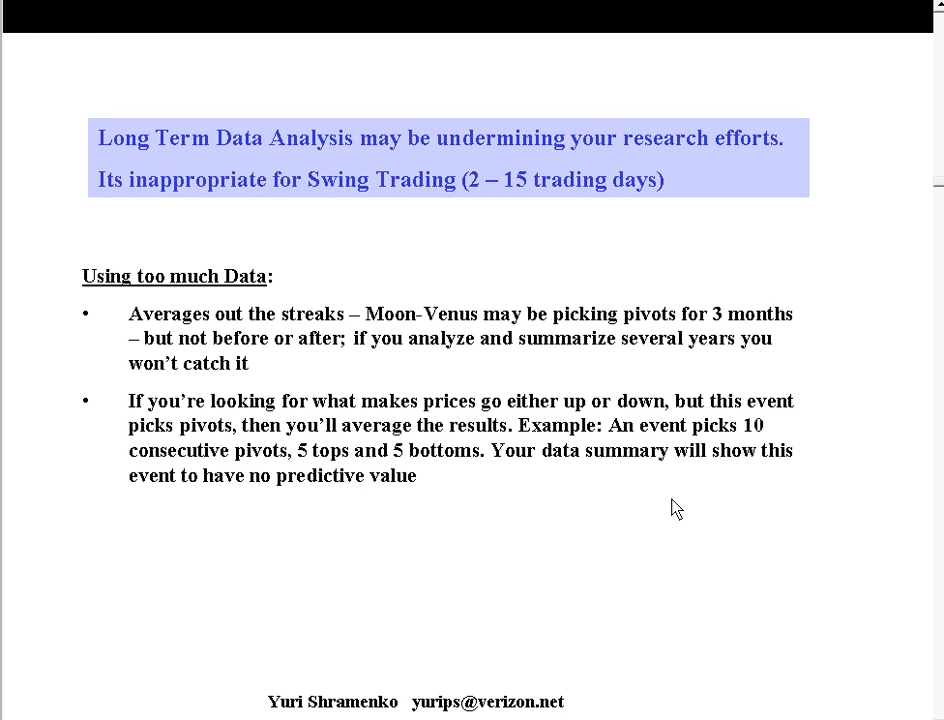 Long Term Data Analysis may be undermining your research efforts.
Its inappropriate for Swing Trading (2 – 15 trading days)
Using too much Data:
• Averages out the streaks – Moon-Venus may be picking pivots for 3 months
– but not before or after; if you analyze and summarize several years you
won't catch it
• If you're looking for what makes prices go either up or down, but this event
picks pivots, then you'll average the results. Example: An event picks 10
consecutive pivots, 5 tops and 5 bottoms. Your data summary will show this
event to have no predictive value
Yuri Shramenko yurips@verizon.net